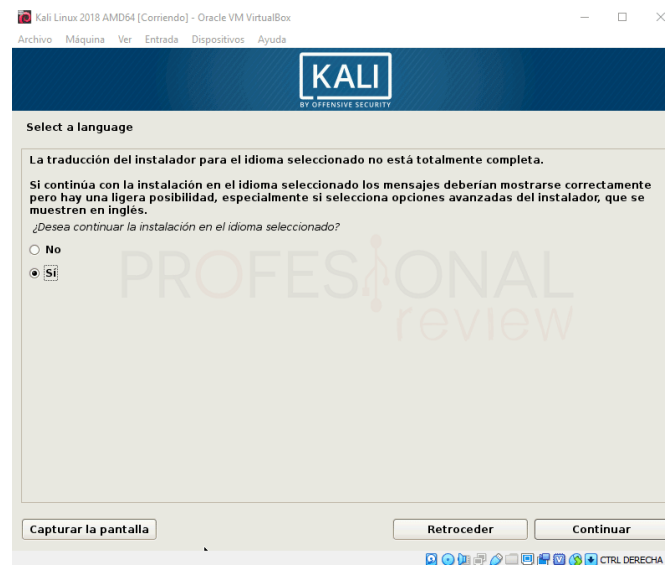 Kali Linux 2018 AMD64 [Corriendo] - Oracle VM VirtualBox
Archivo Máquina Ver Entrada Dispositivos Ayuda
KALI
BY OFFENSIVE SECURITY
Select a language
La traducción del instalador para el idioma seleccionado no está totalmente completa.
Si continúa con la instalación en el idioma seleccionado los mensajes deberían mostrarse correctamente
pero hay una ligera posibilidad, especialmente si selecciona opciones avanzadas del instalador, que se
muestren en inglés.
¿Desea continuar la instalación en el idioma seleccionado?
No
Sí
PROFESIONAL
review
Capturar la pantalla
Retroceder
Continuar
CTRL DERECHA